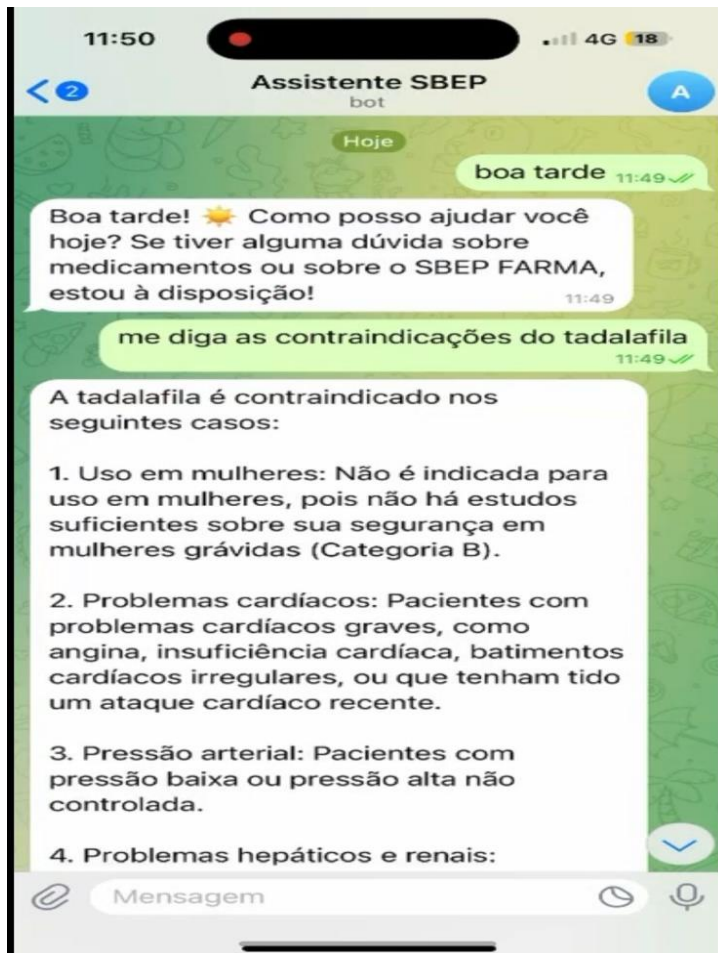 11:50
4G 18
2
Assistente SBEP
bot
A
Hoje
boa tarde 11:49
Boa tarde! ☀️ Como posso ajudar você
hoje? Se tiver alguma dúvida sobre
medicamentos ou sobre o SBEP FARMA,
estou à disposição! 11:49
me diga as contraindicações do tadalafila
11:49
A tadalafila é contraindicado nos
seguintes casos:
1. Uso em mulheres: Não é indicada para
uso em mulheres, pois não há estudos
suficientes sobre sua segurança em
mulheres grávidas (Categoria B).
2. Problemas cardíacos: Pacientes com
problemas cardíacos graves, como
angina, insuficiência cardíaca, batimentos
cardíacos irregulares, ou que tenham tido
um ataque cardíaco recente.
3. Pressão arterial: Pacientes com
pressão baixa ou pressão alta não
controlada.
4. Problemas hepáticos e renais:
Mensagem